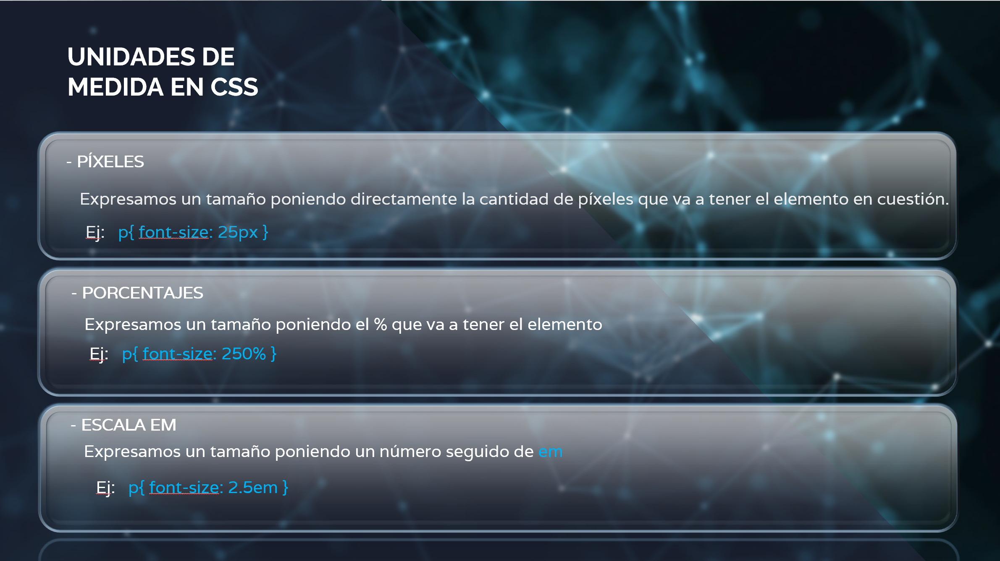 UNIDADES DE
MEDIDA EN CSS
- PÍXELES
Expresamos un tamaño poniendo directamente la cantidad de píxeles que va a tener el elemento en cuestión.
Ej: p{ font-size: 25px }
- PORCENTAJES
Expresamos un tamaño poniendo el % que va a tener el elemento
Ej: p{ font-size: 250% }
- ESCALA EM
Expresamos un tamaño poniendo un número seguido de em
Ej: p{ font-size: 2.5em }